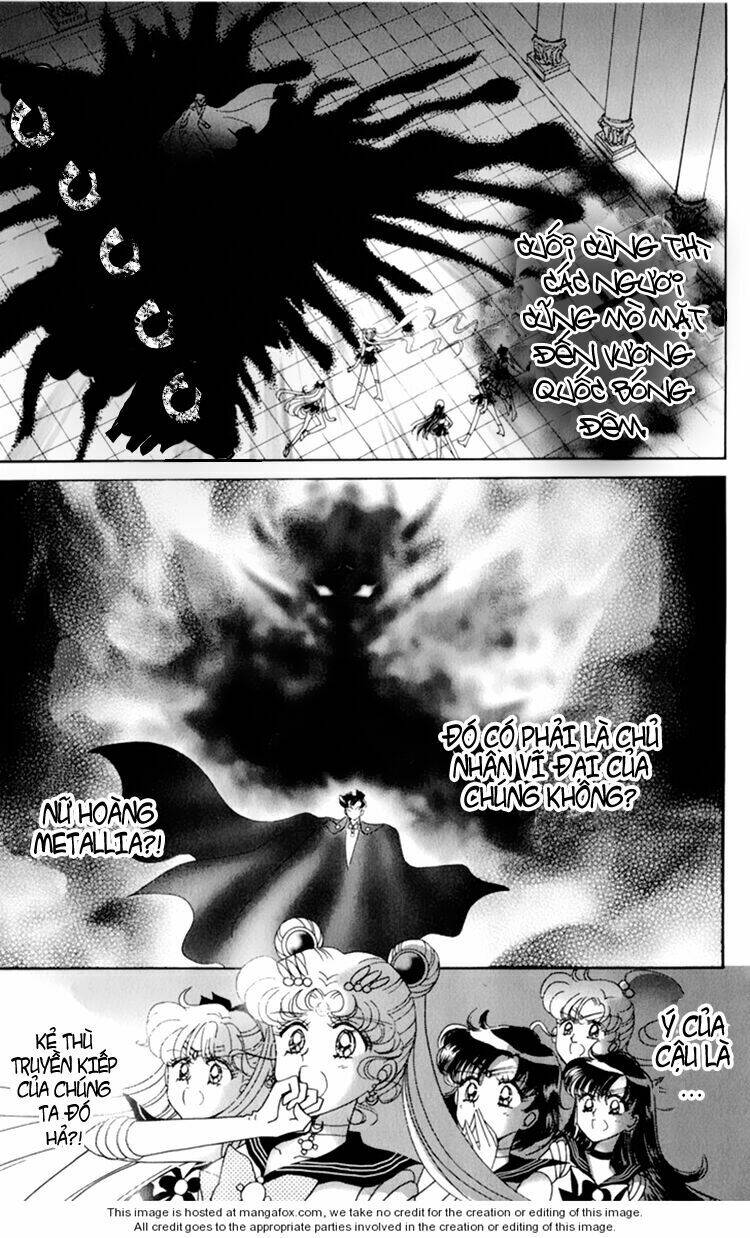 CUỐI CÙNG THÌ
CÁC NGƯƠI
CŨNG MÒ MẶT
ĐẾN VƯƠNG
QUỐC BÓNG
ĐÊM.
ĐÓ CÓ PHẢI LÀ CHỦ
NHÂN VĨ ĐẠI CỦA
CHÚNG KHÔNG?
NỮ HOÀNG
METALLIA?!
KẺ THÙ
TRUYỀN KIẾP
CỦA CHÚNG
TA ĐÓ
HẢ?!
Ý CỦA
CẬU LÀ
...
This image is hosted at mangafox.com, we take no credit for the creation or editing of this image.
All credit goes to the appropriate parties involved in the creation or editing of this image.